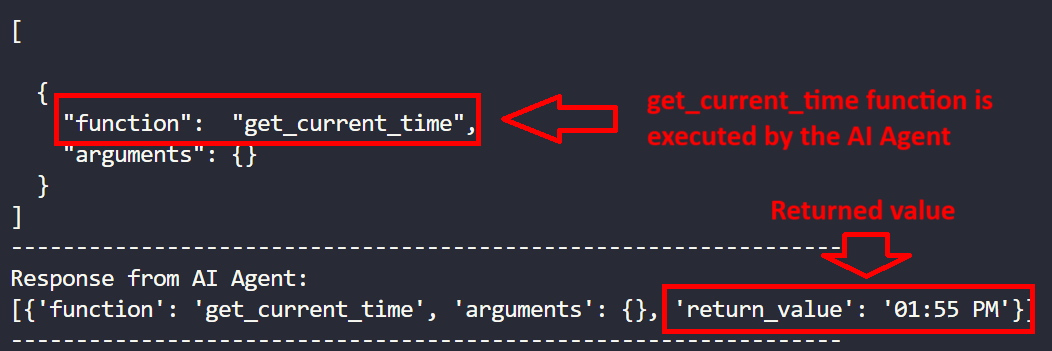 [
{
"function":  "get_current_time",
"arguments": {}
}
]
get_current_time function is
executed by the AI Agent
Returned value
----------------------------------------------------------------
Response from AI Agent:
[{'function': 'get_current_time', 'arguments': {}, 'return_value': '01:55 PM'}]
----------------------------------------------------------------